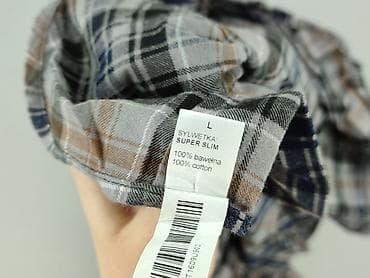 L
SYLWETKA:
SUPER SLIM
100% bawełna
100% cotton